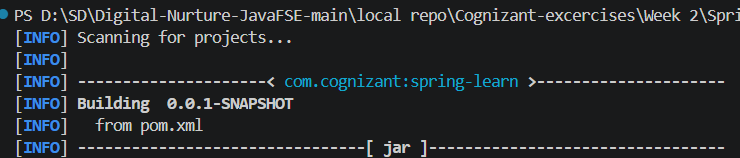 PS D:\SD\Digital-Nurture-JavaFSE-main\local repo\Cognizant-excercises\Week 2\Spri
[INFO] Scanning for projects...
[INFO]
[INFO] ---------------------< com.cognizant:spring-learn >---------------------
[INFO] Building  0.0.1-SNAPSHOT
[INFO]   from pom.xml
[INFO] --------------------------------[ jar ]---------------------------------